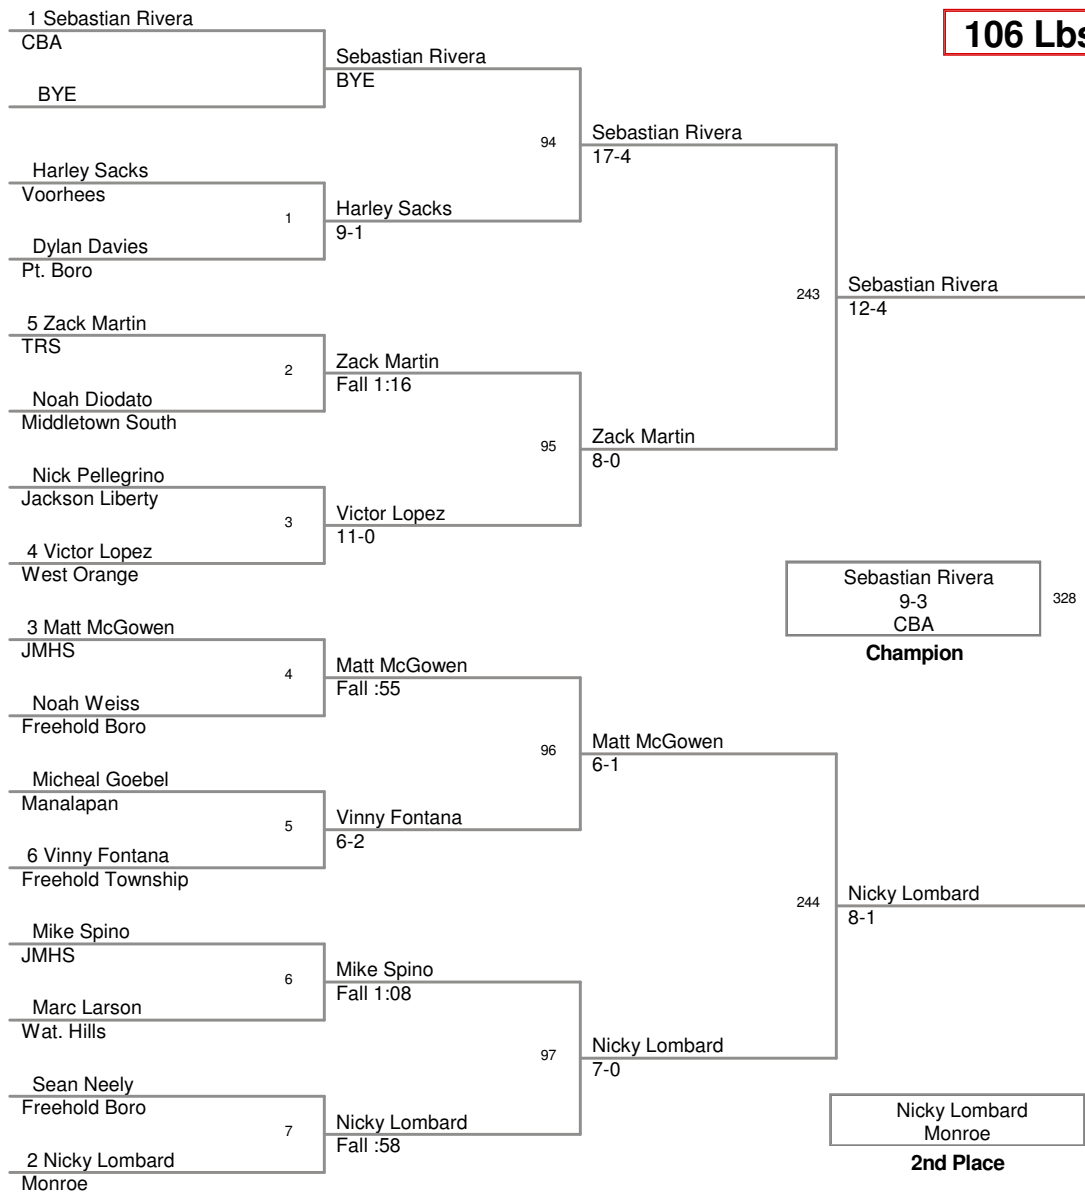 1 Sebastian Rivera
CBA
BYE
Harley Sacks
Voorhees
1
Dylan Davies
Pt. Boro
5 Zack Martin
TRS
2
Noah Diodato
Middletown South
Nick Pellegrino
Jackson Liberty
3
4 Victor Lopez
West Orange
3 Matt McGowen
JMHS
4
Noah Weiss
Freehold Boro
Micheal Goebel
Manalapan
5
6 Vinny Fontana
Freehold Township
Mike Spino
JMHS
6
Marc Larson
Wat. Hills
Sean Neely
Freehold Boro
7
2 Nicky Lombard
Monroe
Sebastian Rivera
BYE
94
Harley Sacks
9-1
Zack Martin
Fall 1:16
95
Victor Lopez
11-0
Matt McGowen
Fall :55
96
Vinny Fontana
6-2
Mike Spino
Fall 1:08
97
Nicky Lombard
Fall :58
Sebastian Rivera
17-4
243
Zack Martin
8-0
Matt McGowen
6-1
244
Nicky Lombard
7-0
106 Lbs
Sebastian Rivera
12-4
Sebastian Rivera
9-3
CBA
328
Champion
Nicky Lombard
8-1
Nicky Lombard
Monroe
2nd Place